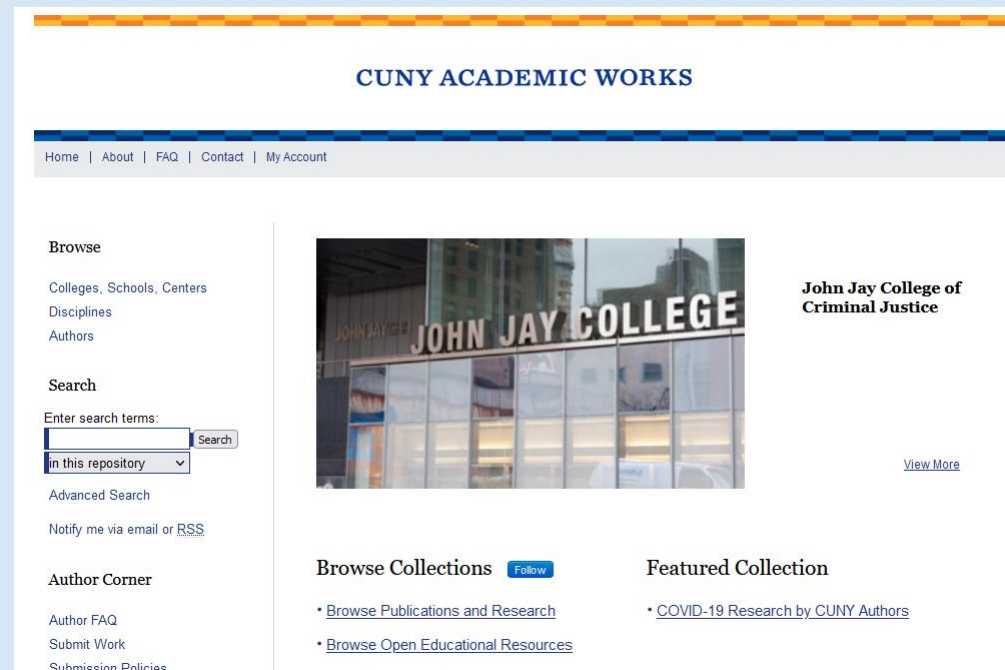 CUNY ACADEMIC WORKS
Home | About | FAQ | Contact | My Account
Browse
Colleges, Schools, Centers
Disciplines
Authors
Search
Enter search terms:
Search
in this repository
Advanced Search
Notify me via email or RSS
Author Corner
Author FAQ
Submit Work
Submission Policies
JOHN JAY COLLEGE
John Jay College of
Criminal Justice
View More
Browse Collections Follow
• Browse Publications and Research
• Browse Open Educational Resources
Featured Collection
• COVID-19 Research by CUNY Authors